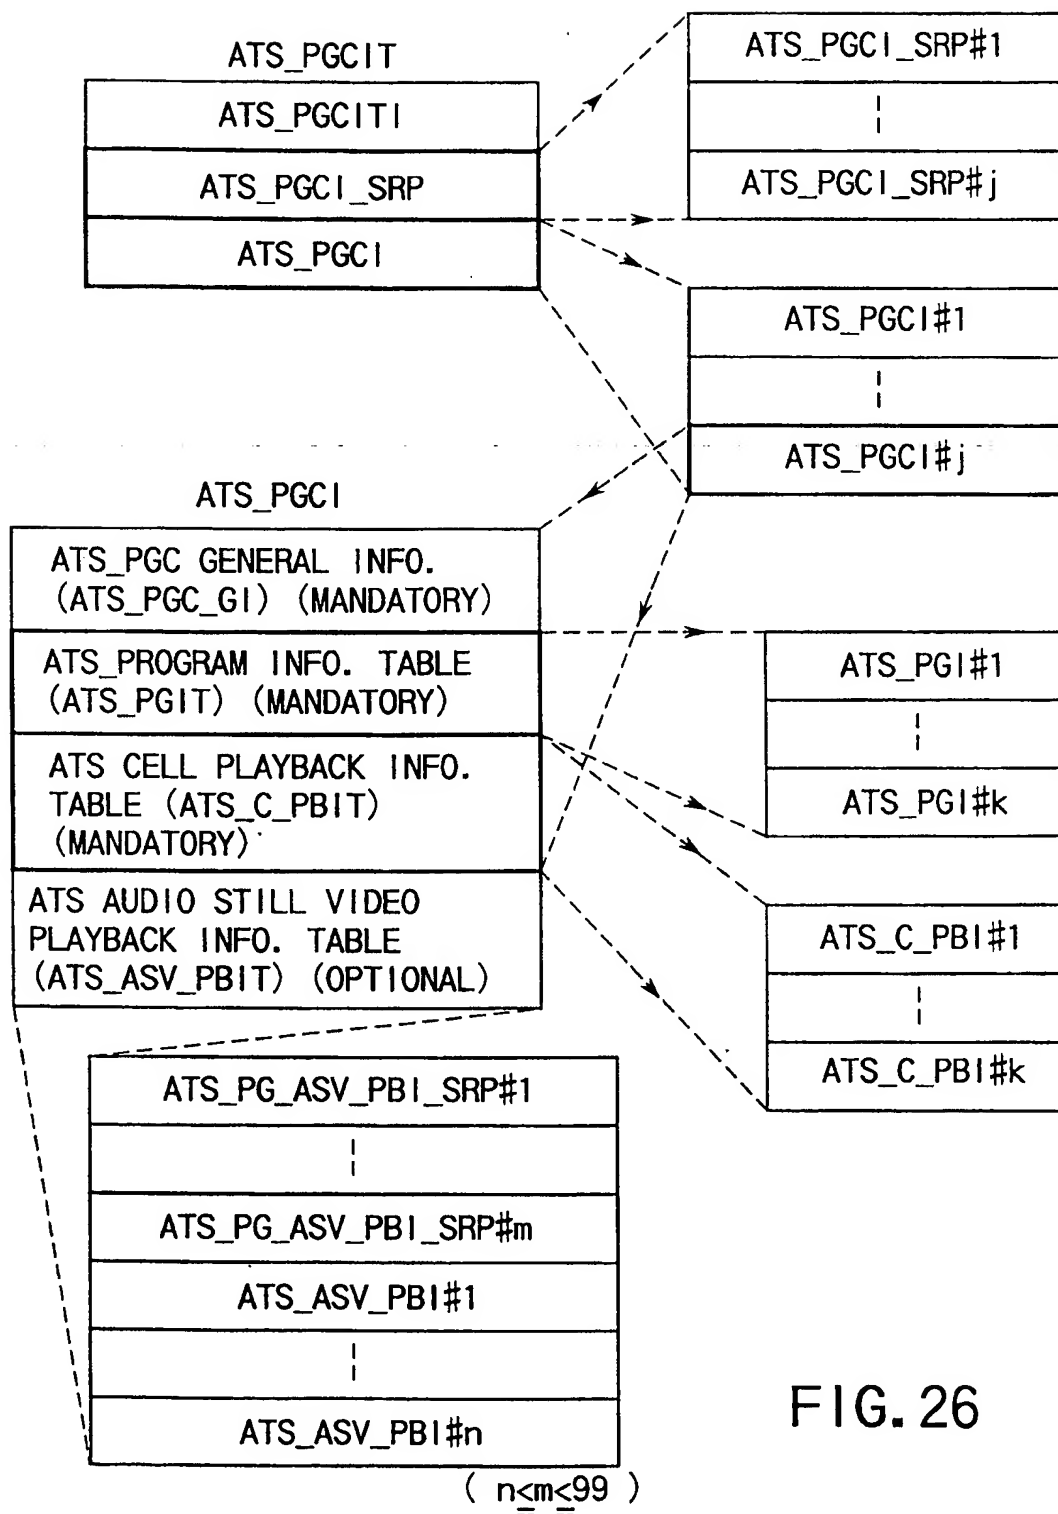 ATS_PGCIT
ATS_PGCITI
ATS_PGCI_SRP
ATS_PGCI
ATS_PGCI_SRP#1
ATS_PGCI_SRP#j
ATS_PGCI#1
ATS_PGCI#j
ATS_PGCI
ATS_PGC GENERAL INFO.
(ATS_PGC_GI) (MANDATORY)
ATS_PROGRAM INFO. TABLE
(ATS_PGIT) (MANDATORY)
ATS CELL PLAYBACK INFO.
TABLE (ATS_C_PBIT)
(MANDATORY)
ATS AUDIO STILL VIDEO
PLAYBACK INFO. TABLE
(ATS_ASV_PBIT) (OPTIONAL)
ATS_PGI#1
ATS_PGI#k
ATS_C_PBI#1
ATS_C_PBI#k
ATS_PG_ASV_PBI_SRP#1
ATS_PG_ASV_PBI_SRP#m
ATS_ASV_PBI#1
ATS_ASV_PBI#n
( n≤m≤99 )
FIG. 26